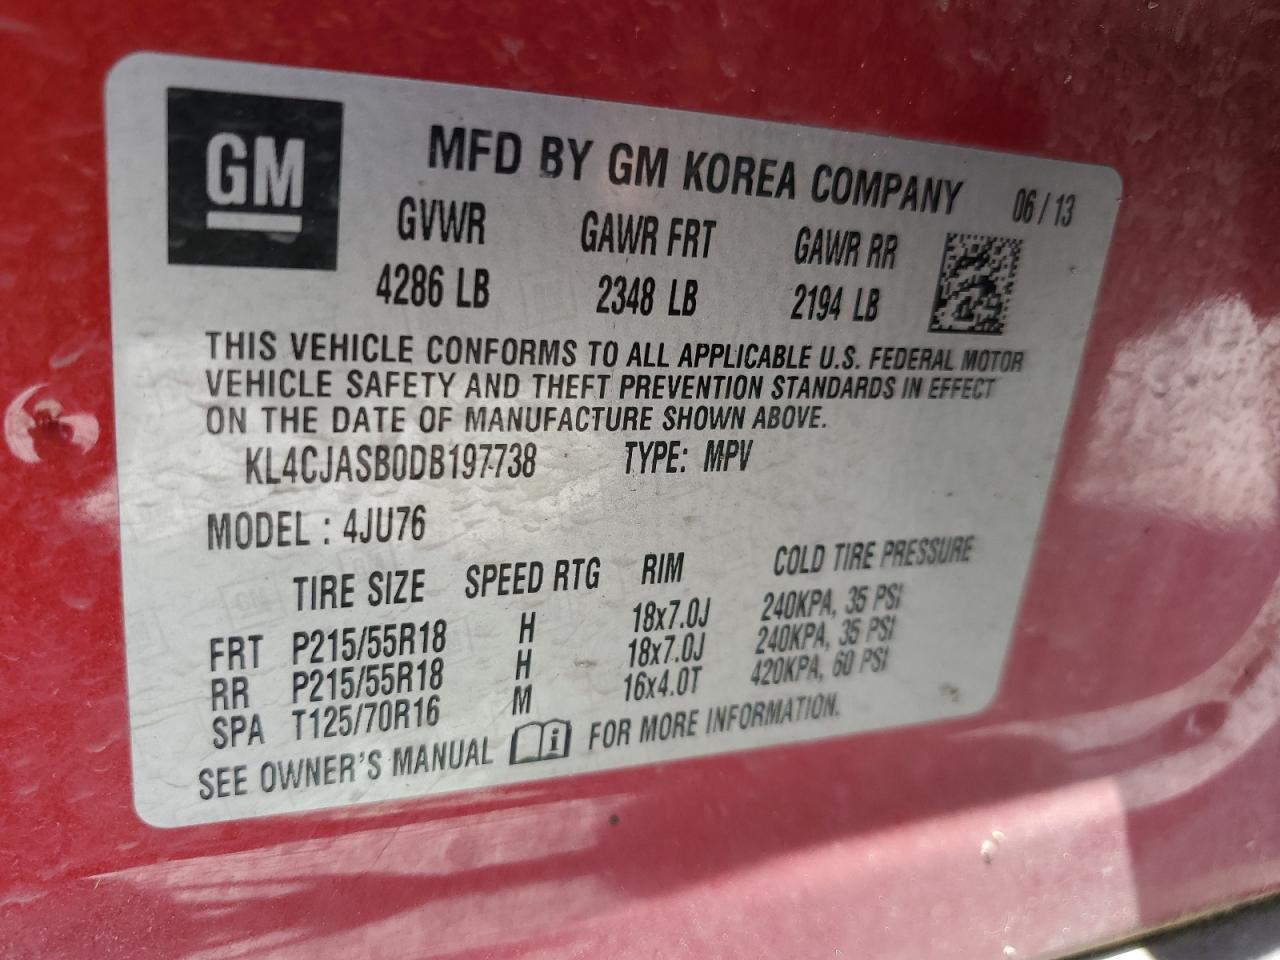 GM
MFD BY GM KOREA COMPANY 06/13
GVWR GAWR FRT GAWR RR
4286 LB 2348 LB 2194 LB
THIS VEHICLE CONFORMS TO ALL APPLICABLE U.S. FEDERAL MOTOR
VEHICLE SAFETY AND THEFT PREVENTION STANDARDS IN EFFECT
ON THE DATE OF MANUFACTURE SHOWN ABOVE.
KL4CJASB0DB197738 TYPE: MPV
MODEL : 4JU76
TIRE SIZE SPEED RTG RIM COLD TIRE PRESSURE
FRT P215/55R18 H 18x7.0J 240KPA, 35 PSI
RR P215/55R18 H 18x7.0J 240KPA, 35 PSI
SPA T125/70R16 M 16x4.0T 420KPA, 60 PSI
SEE OWNER'S MANUAL i FOR MORE INFORMATION.